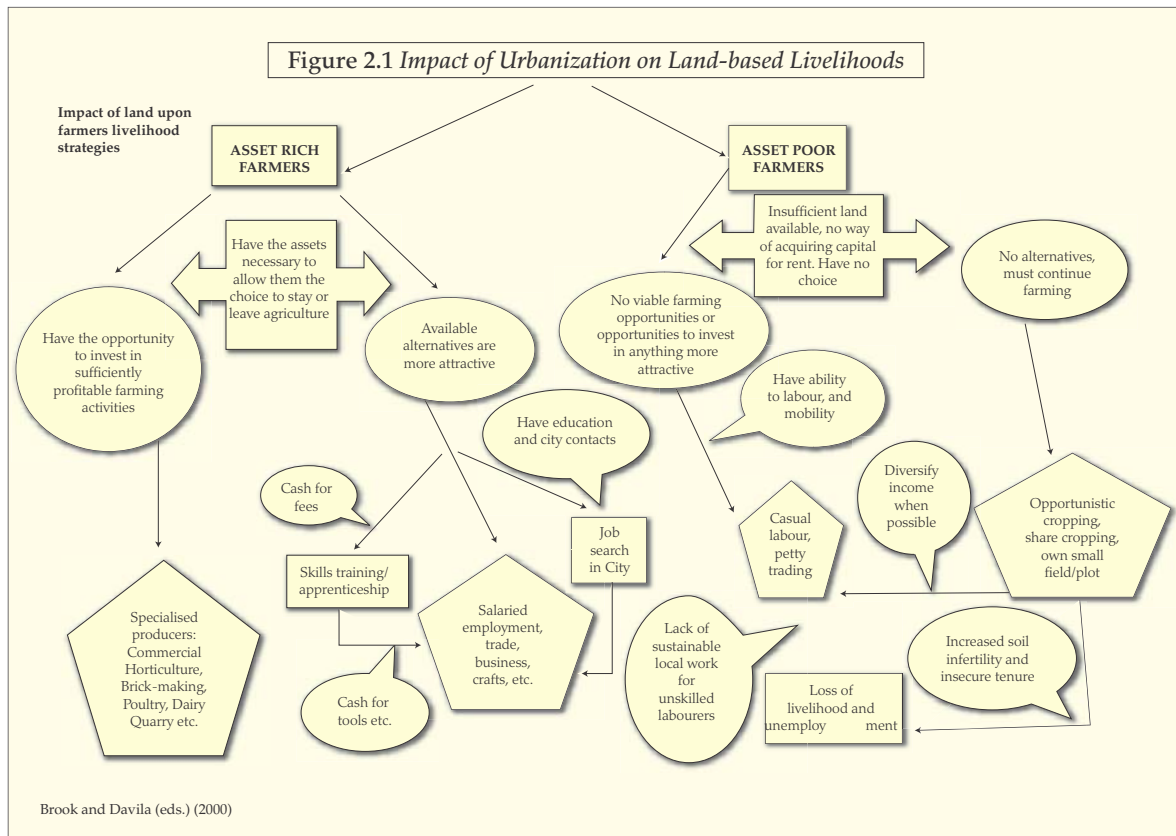 Figure 2.1 Impact of Urbanization on Land-based Livelihoods
Impact of land upon
farmers livelihood
strategies
ASSET RICH
FARMERS
ASSET POOR
FARMERS
Have the assets
necessary to
allow them the
choice to stay or
leave agriculture
Insufficient land
available, no way
of acquiring capital
for rent. Have no
choice
No alternatives,
must continue
farming
Have the opportunity
to invest in
sufficiently
profitable farming
activities
Available
alternatives are
more attractive
No viable farming
opportunities or
opportunities to invest
in anything more
attractive
Have ability
to labour, and
mobility
Have education
and city contacts
Cash for
fees
Diversify
income
when
possible
Skills training/
apprenticeship
Job
search
in City
Casual
labour,
petty
trading
Opportunistic
cropping,
share cropping,
own small
field/plot
Specialised
producers:
Commercial
Horticulture,
Brick-making,
Poultry, Dairy
Quarry etc.
Salaried
employment,
trade,
business,
crafts, etc.
Cash for
tools etc.
Lack of
sustainable
local work
for
unskilled
labourers
Increased soil
infertility and
insecure tenure
Loss of
livelihood and
unemploy ment
Brook and Davila (eds.) (2000)